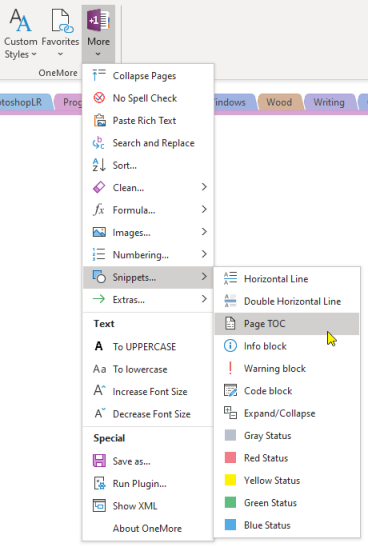 Custom Styles
Favorites
+1
More
OneMore
otoshopLR
Prog
indows
Wood
Writing
Collapse Pages
No Spell Check
Paste Rich Text
Search and Replace
Sort...
Clean...
Formula...
Images...
Numbering...
Snippets...
Extras...
Text
To UPPERCASE
To lowercase
Increase Font Size
Decrease Font Size
Special
Save as...
Run Plugin...
Show XML
About OneMore
Horizontal Line
Double Horizontal Line
Page TOC
Info block
Warning block
Code block
Expand/Collapse
Gray Status
Red Status
Yellow Status
Green Status
Blue Status